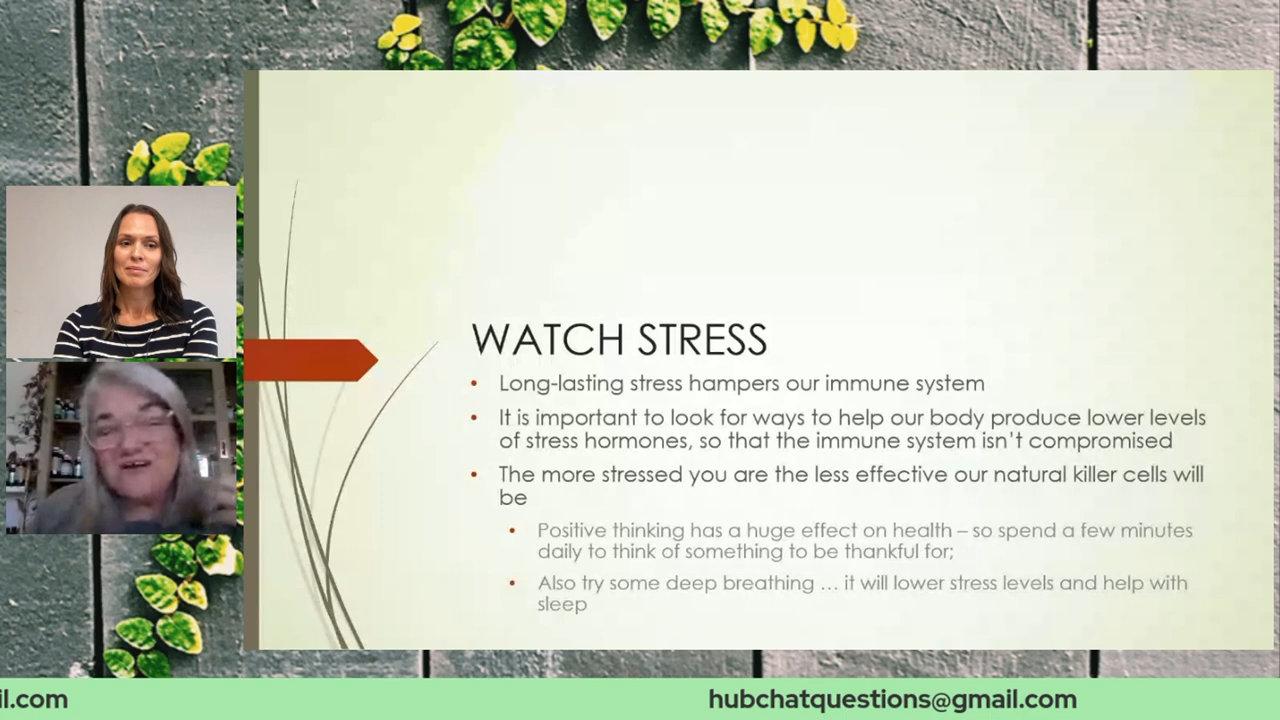 WATCH STRESS
• Long-lasting stress hampers our immune system
• It is important to look for ways to help our body produce lower levels
of stress hormones, so that the immune system isn't compromised
• The more stressed you are the less effective our natural killer cells will
be
• Positive thinking has a huge effect on health – so spend a few minutes
daily to think of something to be thankful for;
• Also try some deep breathing … it will lower stress levels and help with
sleep
il.com
hubchatquestions@gmail.com